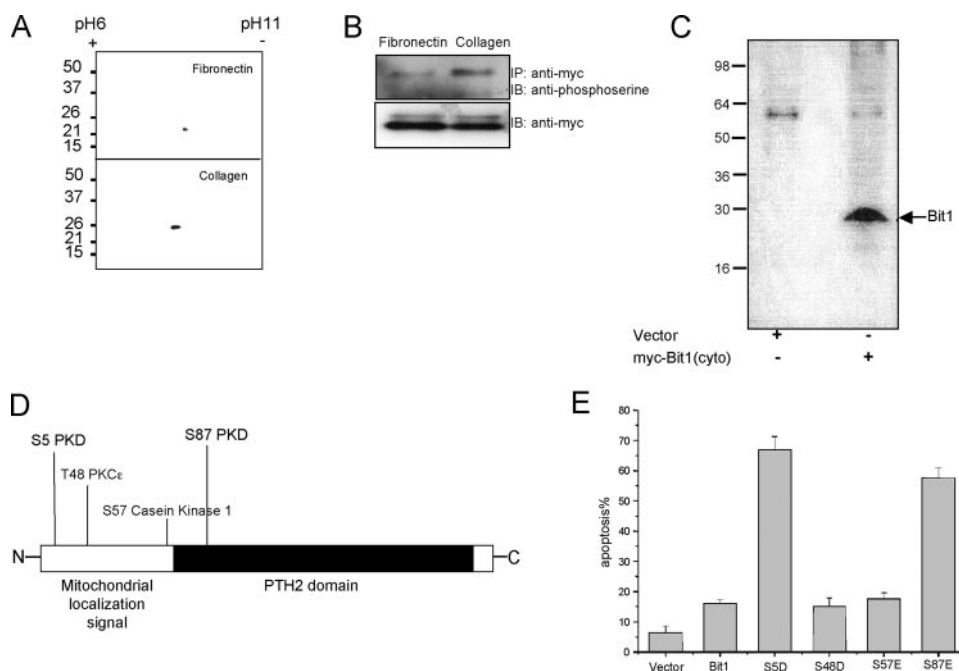 A
pH6
pH11
+
-
50
37
26
21
15
Fibronectin
50
37
26
21
15
Collagen
B
Fibronectin Collagen
IP: anti-myc
IB: anti-phosphoserine
IB: anti-myc
C
98
64
50
36
30
16
Bit1
Vector + -
myc-Bit1(cyto) - +
D
S5 PKD
S87 PKD
T48 PKCε
S57 Casein Kinase 1
N
C
Mitochondrial
localization
signal
PTH2 domain
E
apoptosis%
80
70
60
50
40
30
20
10
0
Vector Bit1 S5D S48D S57E S87E